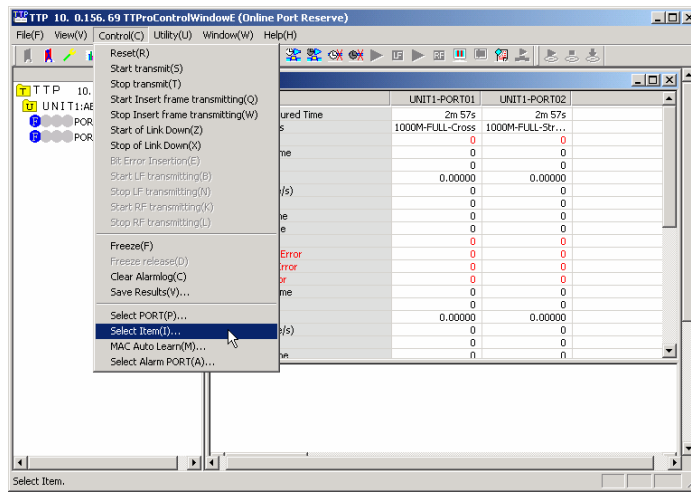 TTP 10. 0.156. 69 TTProControlWindowE (Online Port Reserve)
File(F) View(V) Control(C) Utility(U) Window(W) Help(H)
Reset(R)
Start transmit(S)
Stop transmit(T)
Start Insert frame transmitting(Q)
Stop Insert frame transmitting(W)
Start of Link Down(Z)
Stop of Link Down(X)
Bit Error Insertion(E)
Start LF transmitting(B)
Stop LF transmitting(N)
Start RF transmitting(K)
Stop RF transmitting(L)
Freeze(F)
Freeze release(D)
Clear Alarmlog(C)
Save Results(V)...
Select PORT(P)...
Select Item(I)...
MAC Auto Learn(M)...
Select Alarm PORT(A)...
T TTP 10.
U UNIT1:AE
F POR
F POR
UNIT1-PORT01 UNIT1-PORT02
ured Time 2m 57s 2m 57s
s 1000M-FULL-Cross 1000M-FULL-Str...
0 0
me 0 0
0 0
0.00000 0.00000
/s) 0 0
0 0
ne 0 0
e 0 0
0 0
Error 0 0
rror 0 0
or 0 0
me 0 0
0 0
0.00000 0.00000
e/s) 0 0
0 0
ne 0 0
Select Item.